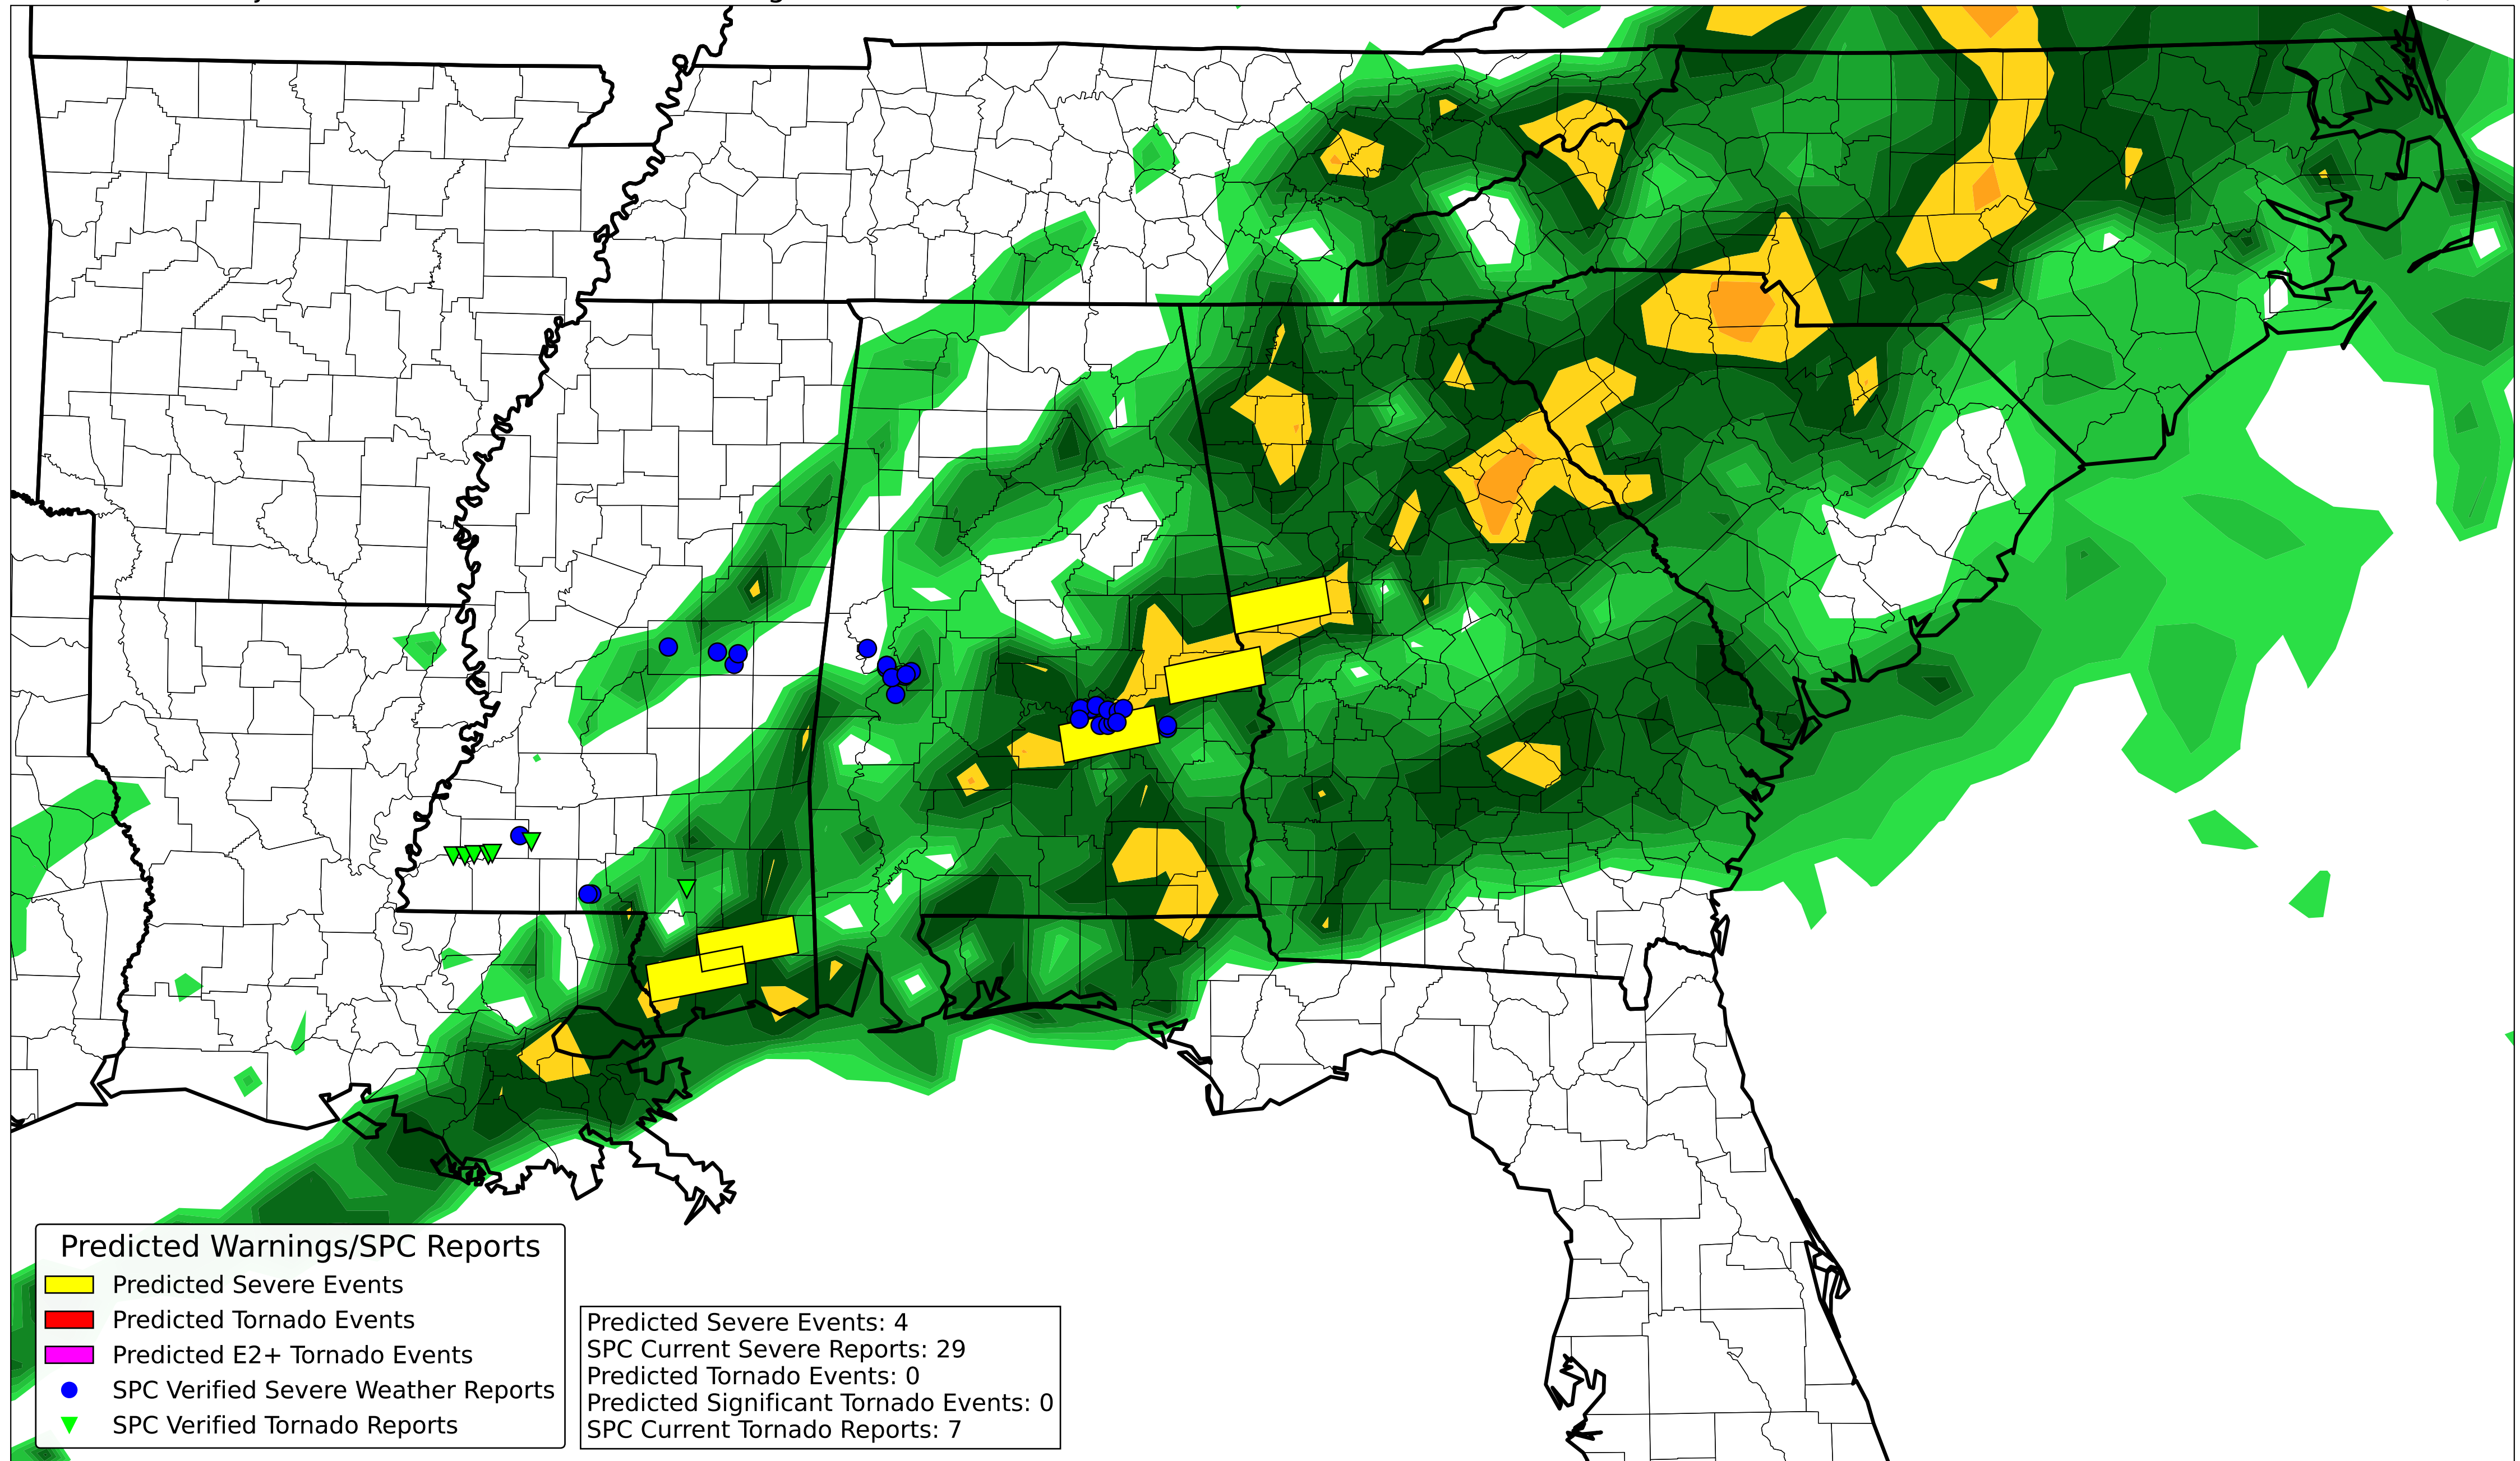 Predicted Warnings/SPC Reports
Predicted Severe Events
Predicted Tornado Events
Predicted E2+ Tornado Events
SPC Verified Severe Weather Reports
SPC Verified Tornado Reports
Predicted Severe Events: 4
SPC Current Severe Reports: 29
Predicted Tornado Events: 0
Predicted Significant Tornado Events: 0
SPC Current Tornado Reports: 7